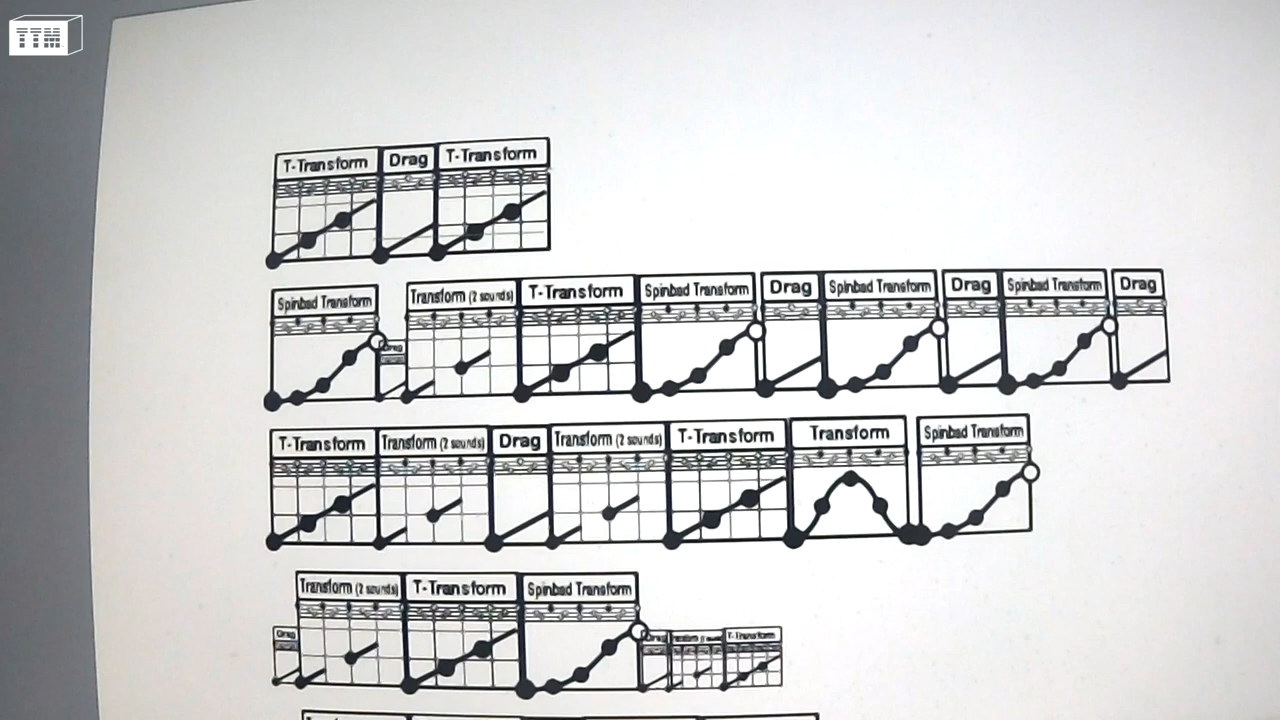 TTM
T-Transform Drag T-Transform
Spinbad Transform Drag Transform (2 sounds) T-Transform Spinbad Transform Drag Spinbad Transform Drag Spinbad Transform Drag
T-Transform Transform (2 sounds) Drag Transform (2 sounds) T-Transform Transform Spinbad Transform
Drag Transform (2 sounds) T-Transform Spinbad Transform Drag T-Transform